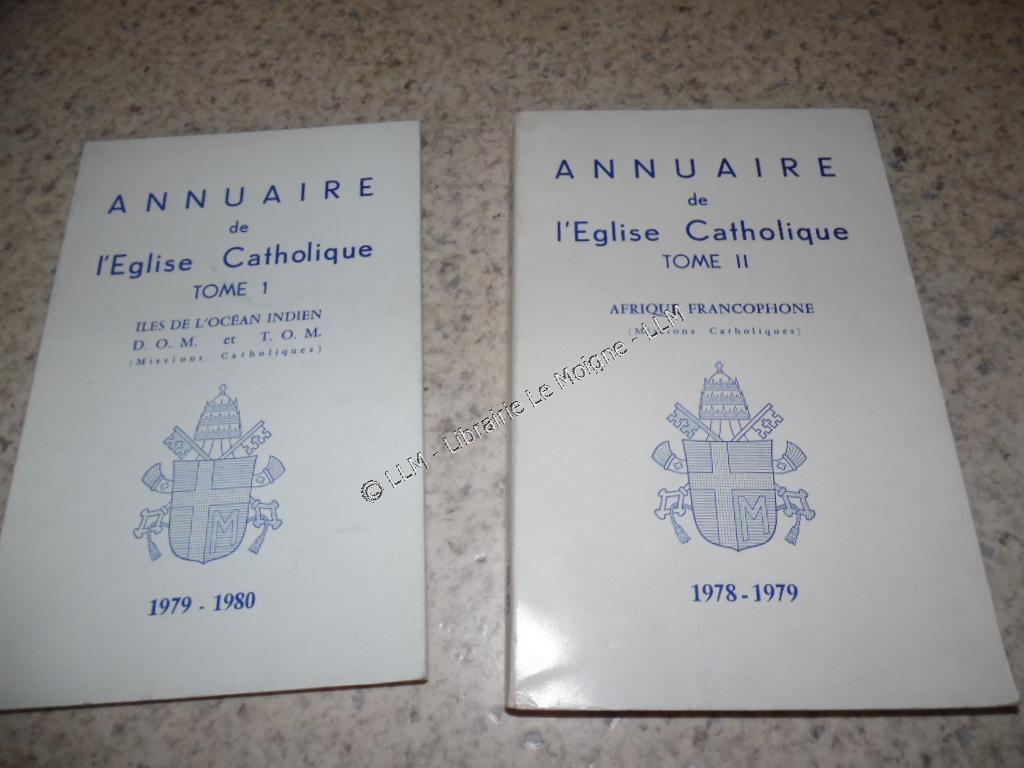 ANNUAIRE
de
l'Eglise Catholique
TOME 1
ILES DE L'OCÉAN INDIEN
D. O. M. et T. O. M.
(Missions Catholiques)
M
1979 - 1980
ANNUAIRE
de
l'Eglise Catholique
TOME II
AFRIQUE FRANCOPHONE
(Missions Catholiques)
M
1978 - 1979
© LLM - Librairie Le Moigne - LLM